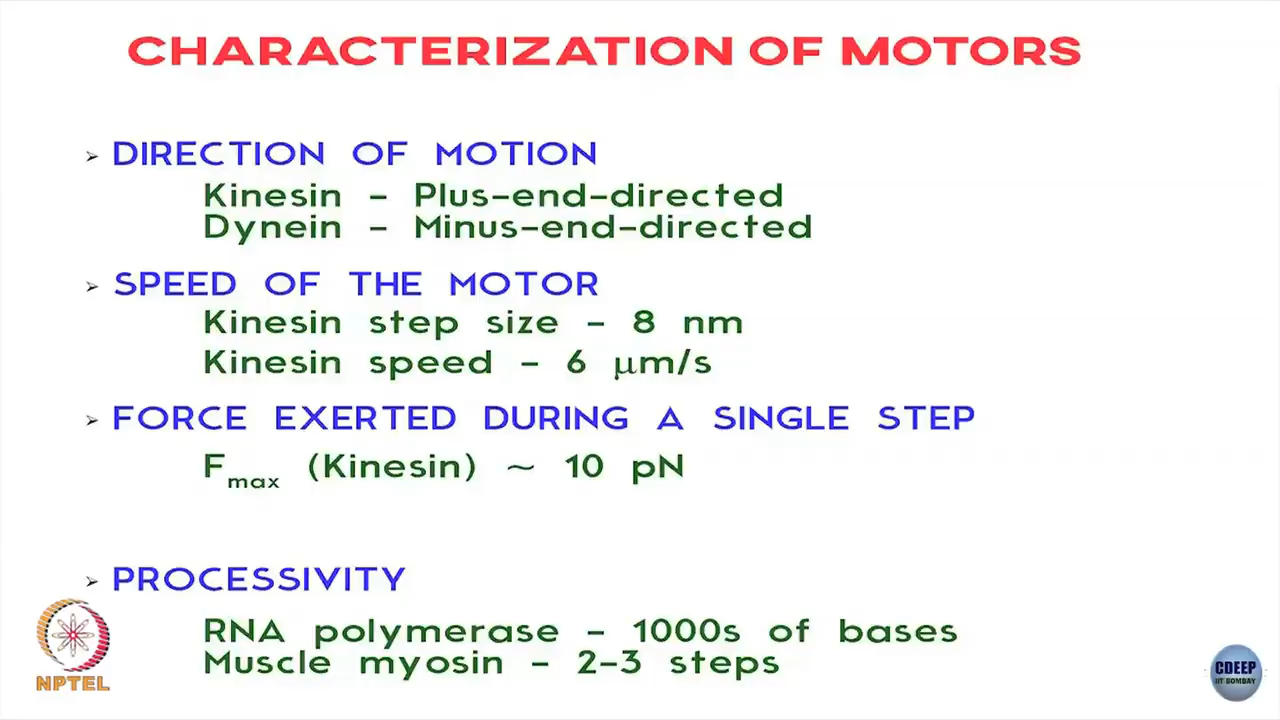 CHARACTERIZATION OF MOTORS
DIRECTION OF MOTION
Kinesin - Plus-end-directed
Dynein - Minus-end-directed
SPEED OF THE MOTOR
Kinesin step size - 8 nm
Kinesin speed - 6 μm/s
FORCE EXERTED DURING A SINGLE STEP
Fmax (Kinesin) ~ 10 pN
PROCESSIVITY
RNA polymerase - 1000s of bases
Muscle myosin - 2-3 steps
NPTEL
CDEEP
IIT BOMBAY